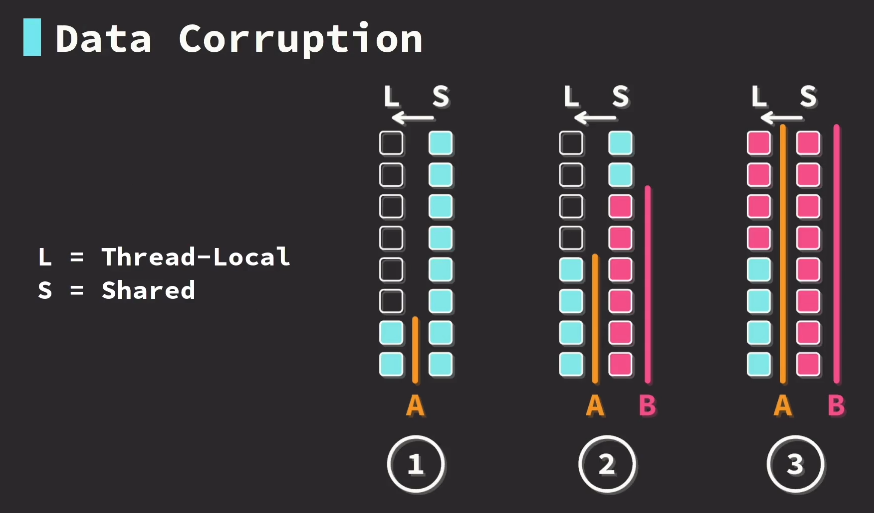 Data Corruption
L S
L S
L S
L = Thread-Local
S = Shared
A
A B
A B
1
2
3